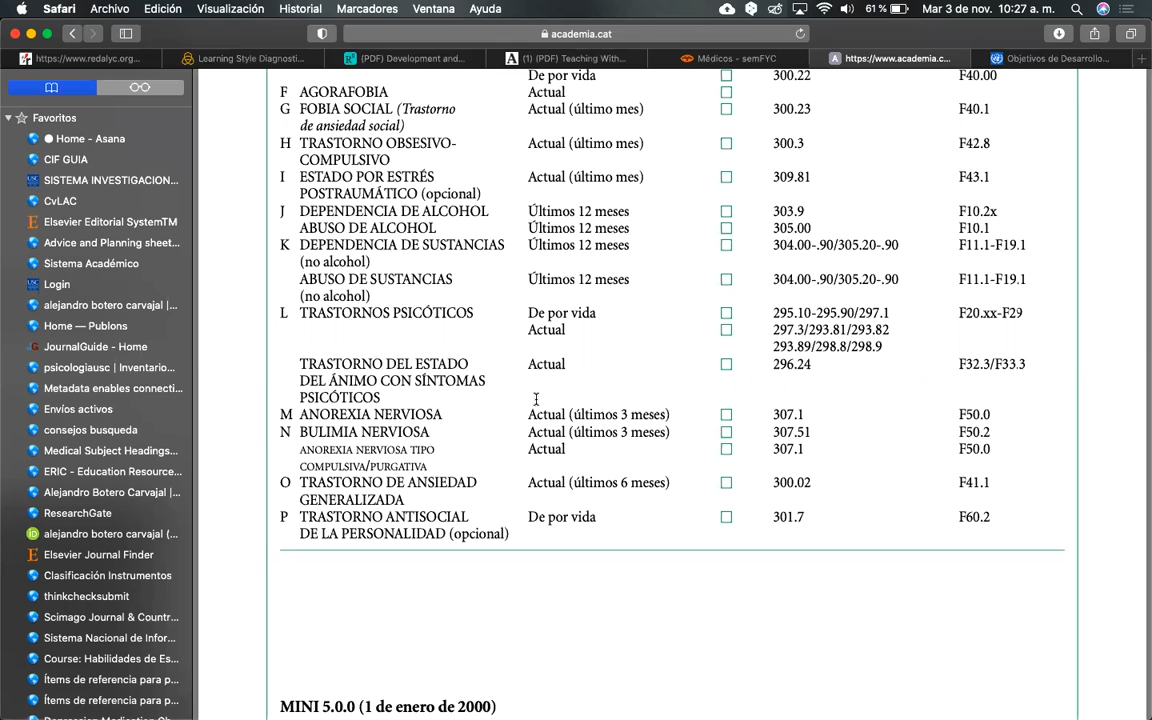 Safari Archivo Edición Visualización Historial Marcadores Ventana Ayuda 61 % Mar 3 de nov. 10:27 a. m.
academia.cat
https://www.redalyc.org... Learning Style Diagnosti... (PDF) Development and... (1) (PDF) Teaching With... Médicos - semFYC https://www.academia.c... Objetivos de Desarrollo...
Favoritos
Home - Asana
CIF GUIA
SISTEMA INVESTIGACION...
CvLAC
Elsevier Editorial SystemTM
Advice and Planning sheet...
Sistema Académico
Login
alejandro botero carvajal |...
Home — Publons
JournalGuide - Home
psicologiausc | Inventario...
Metadata enables connecti...
Envíos activos
consejos busqueda
Medical Subject Headings...
ERIC - Education Resource...
Alejandro Botero Carvajal |...
ResearchGate
alejandro botero carvajal (...
Elsevier Journal Finder
Clasificación Instrumentos
thinkchecksubmit
Scimago Journal & Countr...
Sistema Nacional de Infor...
Course: Habilidades de Es...
Ítems de referencia para p...
Ítems de referencia para p...
De por vida 300.22 F40.00
F AGORAFOBIA Actual
G FOBIA SOCIAL (Trastorno Actual (último mes) 300.23 F40.1
de ansiedad social)
H TRASTORNO OBSESIVO- Actual (último mes) 300.3 F42.8
COMPULSIVO
I ESTADO POR ESTRÉS Actual (último mes) 309.81 F43.1
POSTRAUMÁTICO (opcional)
J DEPENDENCIA DE ALCOHOL Últimos 12 meses 303.9 F10.2x
ABUSO DE ALCOHOL Últimos 12 meses 305.00 F10.1
K DEPENDENCIA DE SUSTANCIAS Últimos 12 meses 304.00-.90/305.20-.90 F11.1-F19.1
(no alcohol)
ABUSO DE SUSTANCIAS Últimos 12 meses 304.00-.90/305.20-.90 F11.1-F19.1
(no alcohol)
L TRASTORNOS PSICÓTICOS De por vida 295.10-295.90/297.1 F20.xx-F29
Actual 297.3/293.81/293.82
293.89/298.8/298.9
TRASTORNO DEL ESTADO Actual 296.24 F32.3/F33.3
DEL ÁNIMO CON SÍNTOMAS
PSICÓTICOS
M ANOREXIA NERVIOSA Actual (últimos 3 meses) 307.1 F50.0
N BULIMIA NERVIOSA Actual (últimos 3 meses) 307.51 F50.2
ANOREXIA NERVIOSA TIPO Actual 307.1 F50.0
COMPULSIVA/PURGATIVA
O TRASTORNO DE ANSIEDAD Actual (últimos 6 meses) 300.02 F41.1
GENERALIZADA
P TRASTORNO ANTISOCIAL De por vida 301.7 F60.2
DE LA PERSONALIDAD (opcional)
MINI 5.0.0 (1 de enero de 2000)